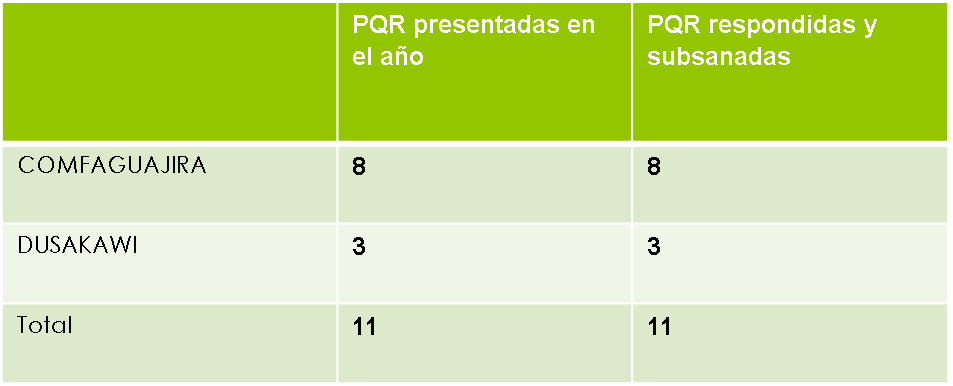 PQR presentadas en
el año
PQR respondidas y
subsanadas
COMFAGUAJIRA 8 8
DUSAKAWI 3 3
Total 11 11